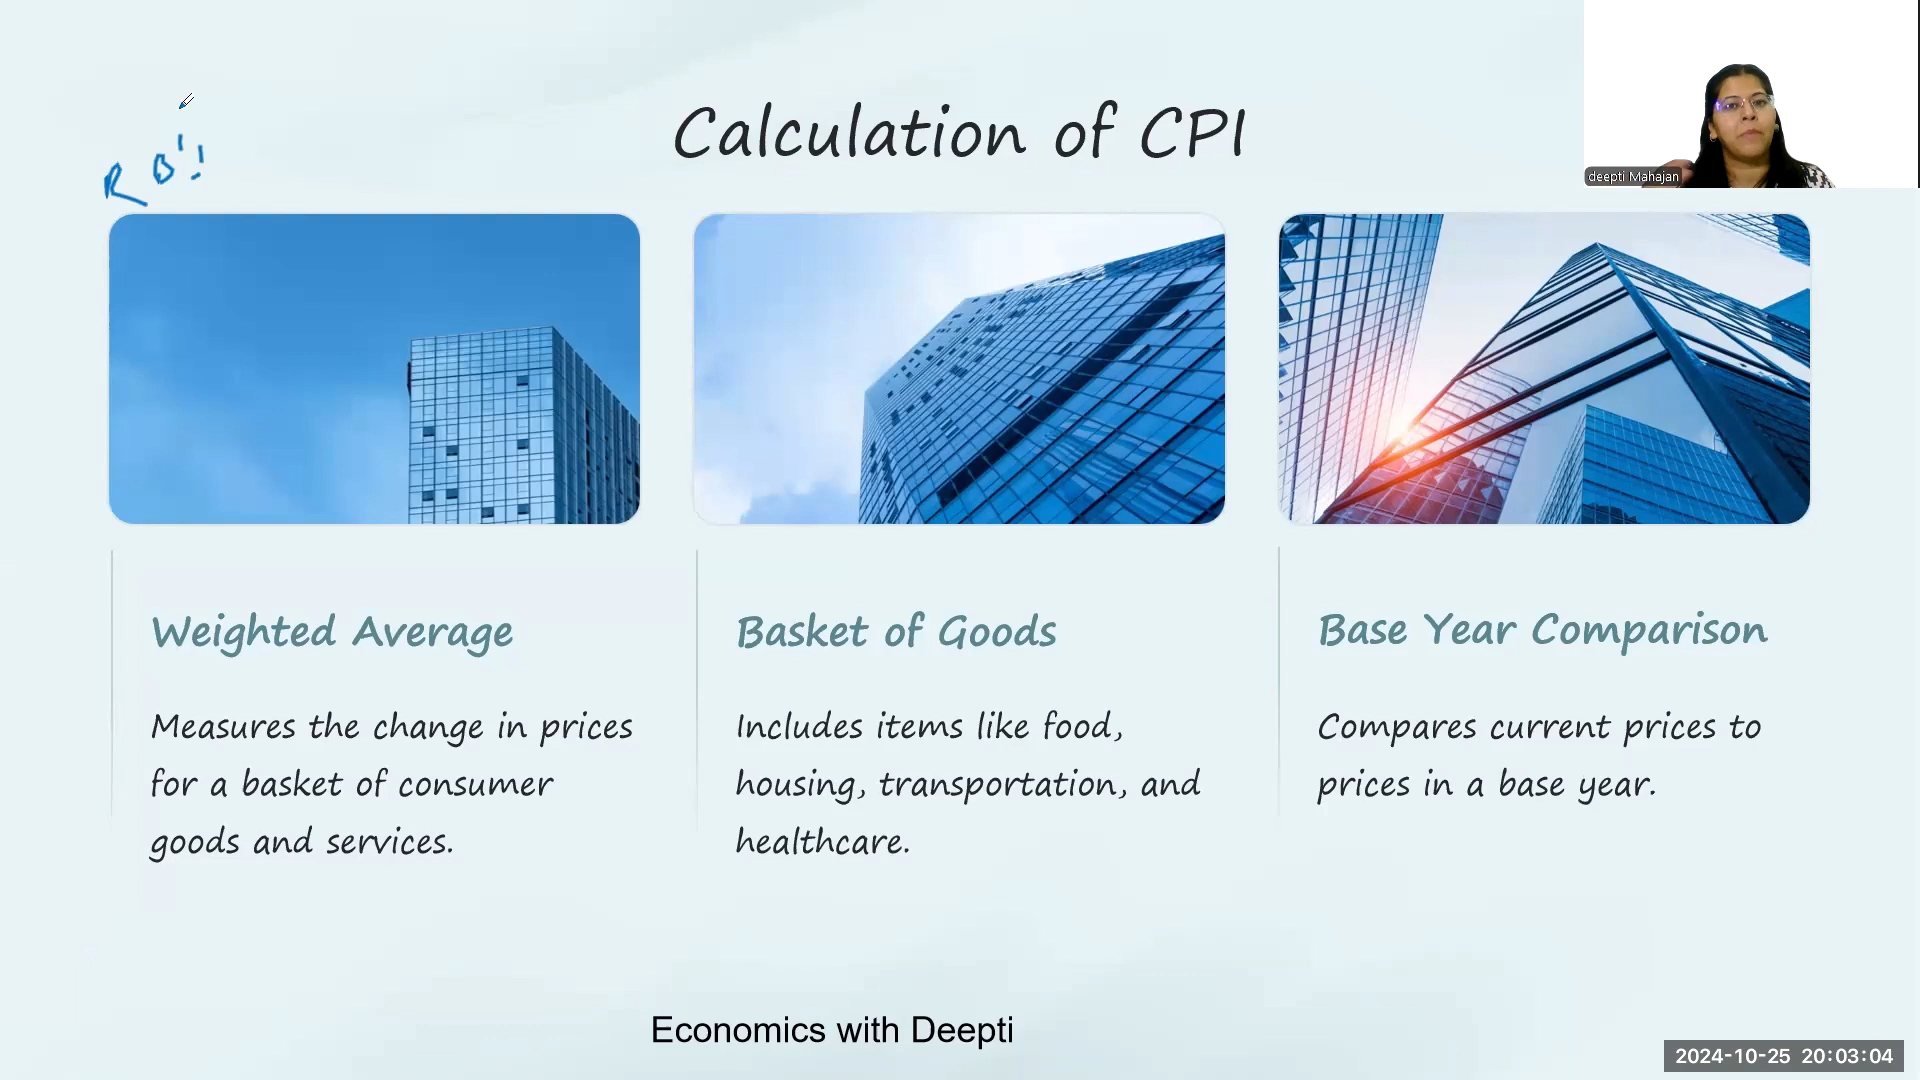 Calculation of CPI
deepti Mahajan
Weighted Average
Measures the change in prices
for a basket of consumer
goods and services.
Basket of Goods
Includes items like food,
housing, transportation, and
healthcare.
Base Year Comparison
Compares current prices to
prices in a base year.
Economics with Deepti
2024-10-25 20:03:04